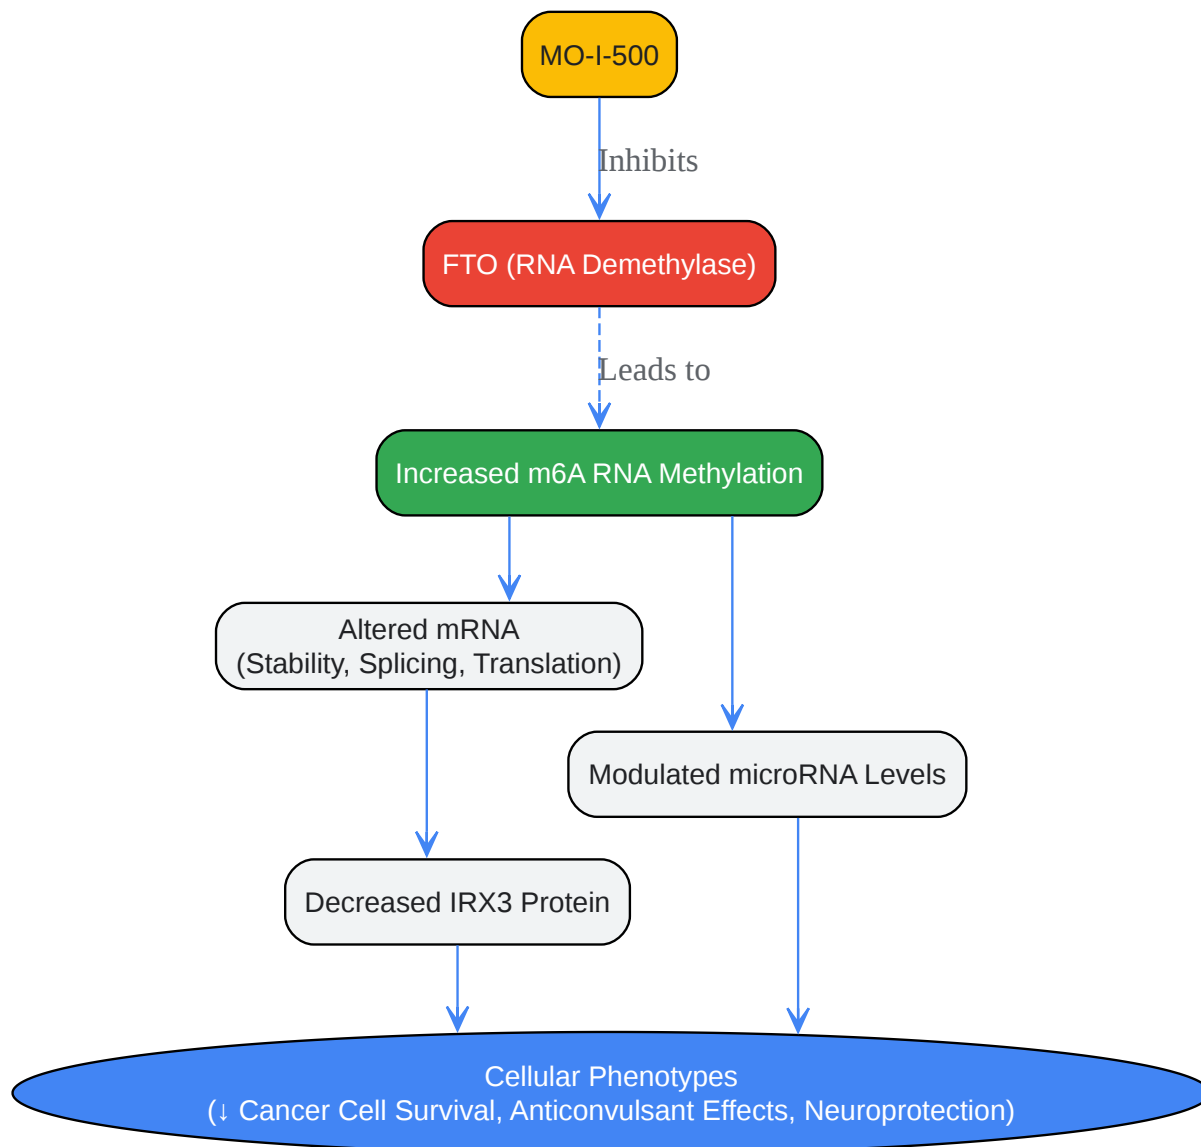 MO-I-500
Inhibits
FTO (RNA Demethylase)
Leads to
Increased m6A RNA Methylation
Altered mRNA
(Stability, Splicing, Translation)
Modulated microRNA Levels
Decreased IRX3 Protein
Cellular Phenotypes
(↓ Cancer Cell Survival, Anticonvulsant Effects, Neuroprotection)